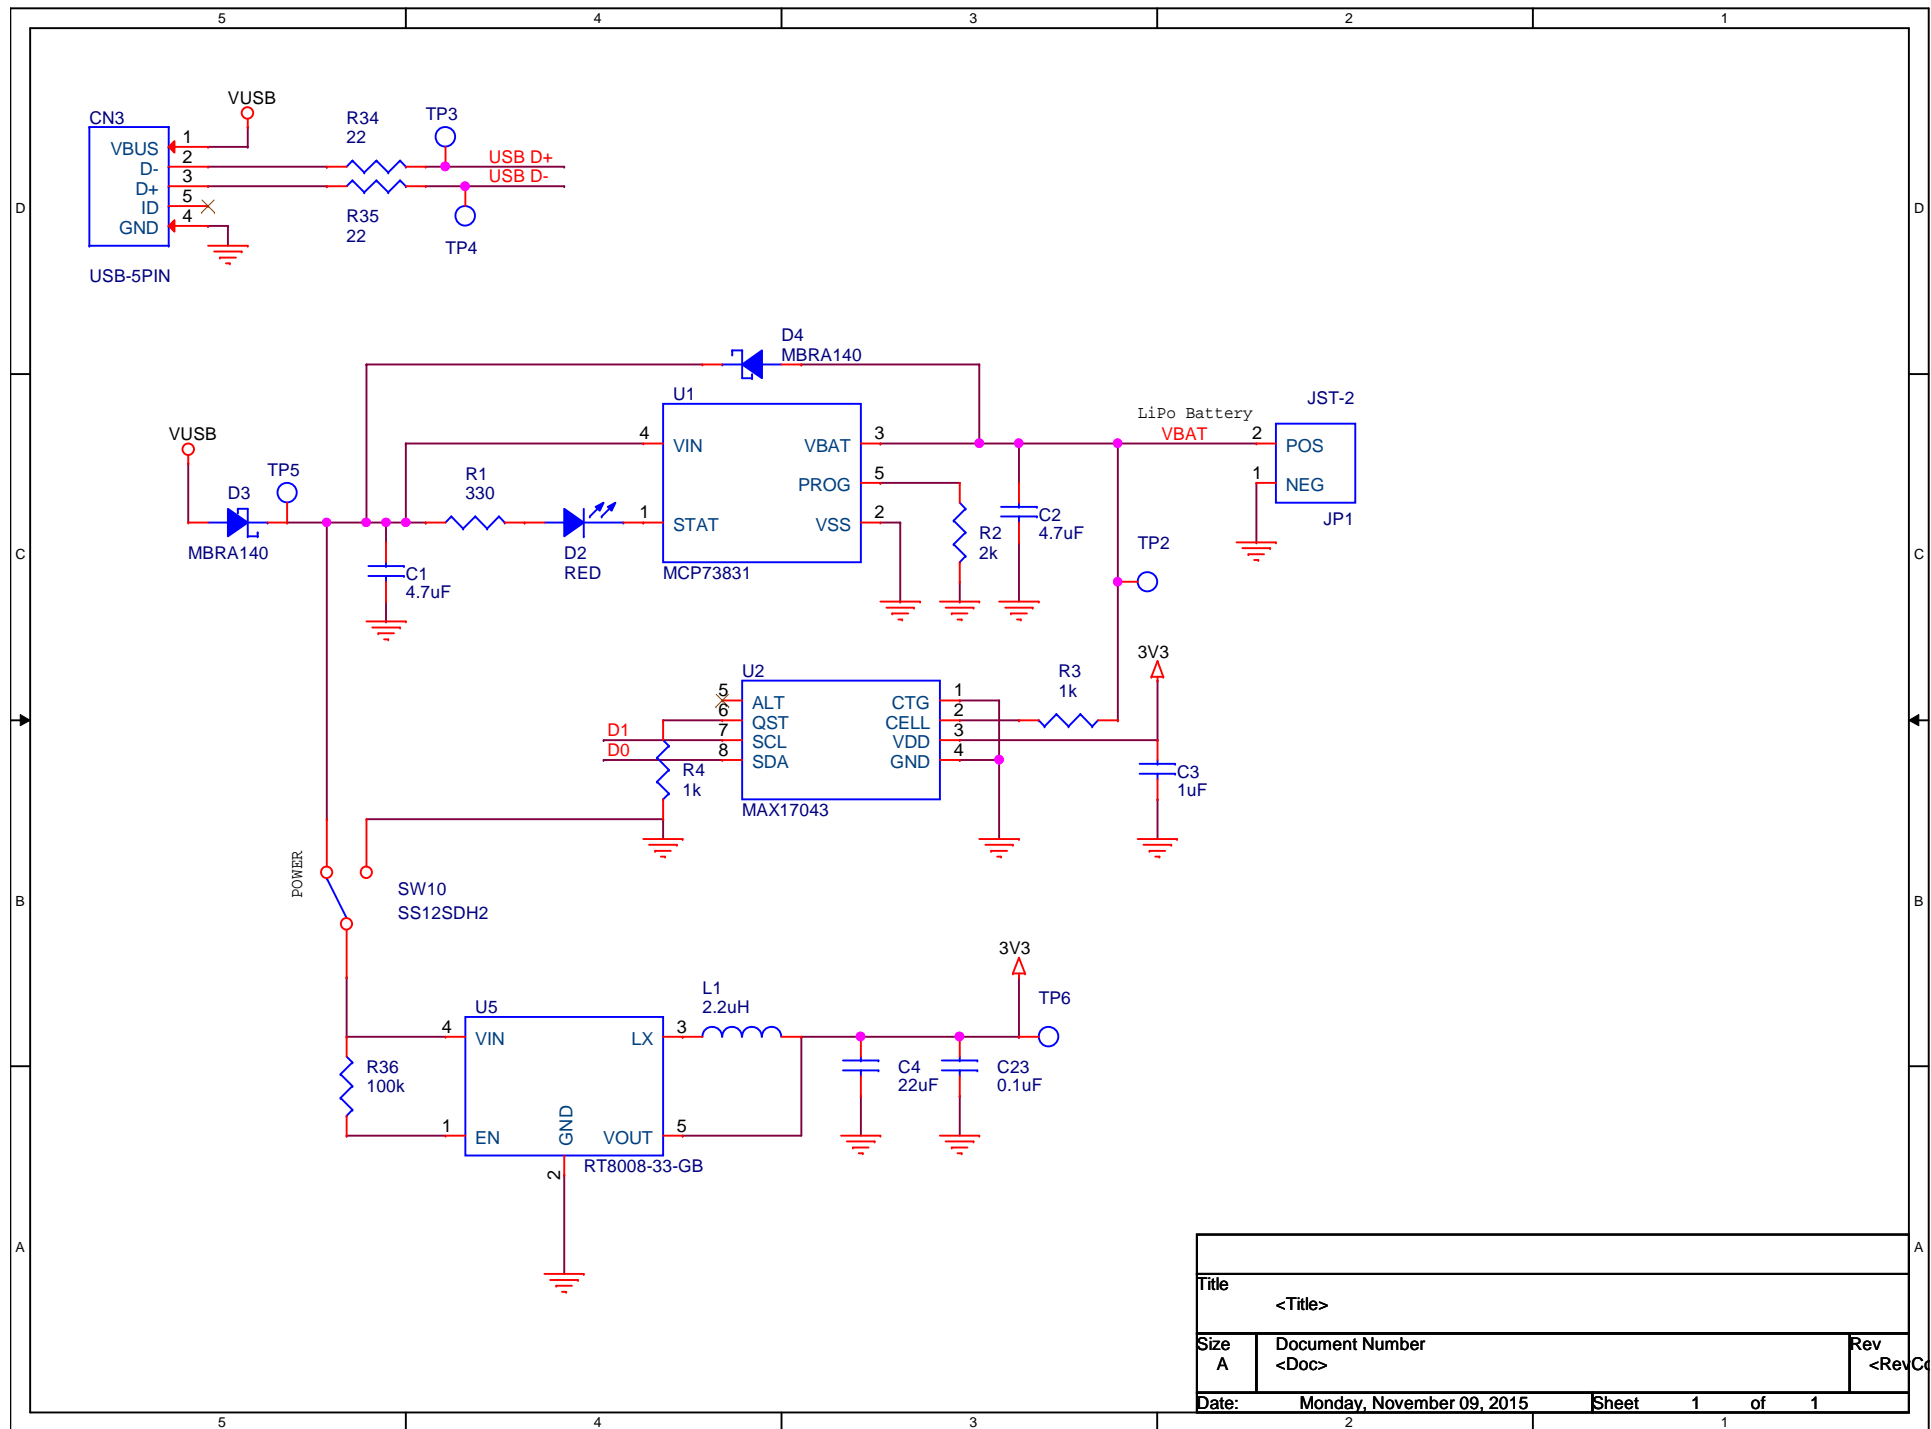 5 4 3 2 1
VUSB
CN3
VBUS 1
D- 2
D+ 3
ID 5
GND 4
USB-5PIN
R34
22
TP3
USB D+
USB D-
R35
22
TP4
D D
D4
MBRA140
U1
4 VIN
1 STAT
VBAT 3
PROG 5
VSS 2
MCP73831
VUSB
D3
MBRA140
TP5
R1
330
D2
RED
C1
4.7uF
R2
2k
C2
4.7uF
LiPo Battery
VBAT
JST-2
2 POS
1 NEG
JP1
TP2
C C
U2
5 ALT
6 QST
7 SCL
8 SDA
CTG 1
CELL 2
VDD 3
GND 4
MAX17043
D1
D0
R4
1k
R3
1k
3V3
C3
1uF
POWER
SW10
SS12SDH2
B B
U5
4 VIN
1 EN
LX 3
VOUT 5
GND
2
RT8008-33-GB
R36
100k
L1
2.2uH
3V3
TP6
C4
22uF
C23
0.1uF
A A
Title
<Title>
Size
A
Document Number
<Doc>
Rev
<RevCo
Date: Monday, November 09, 2015 Sheet 1 of 1
5 4 3 2 1